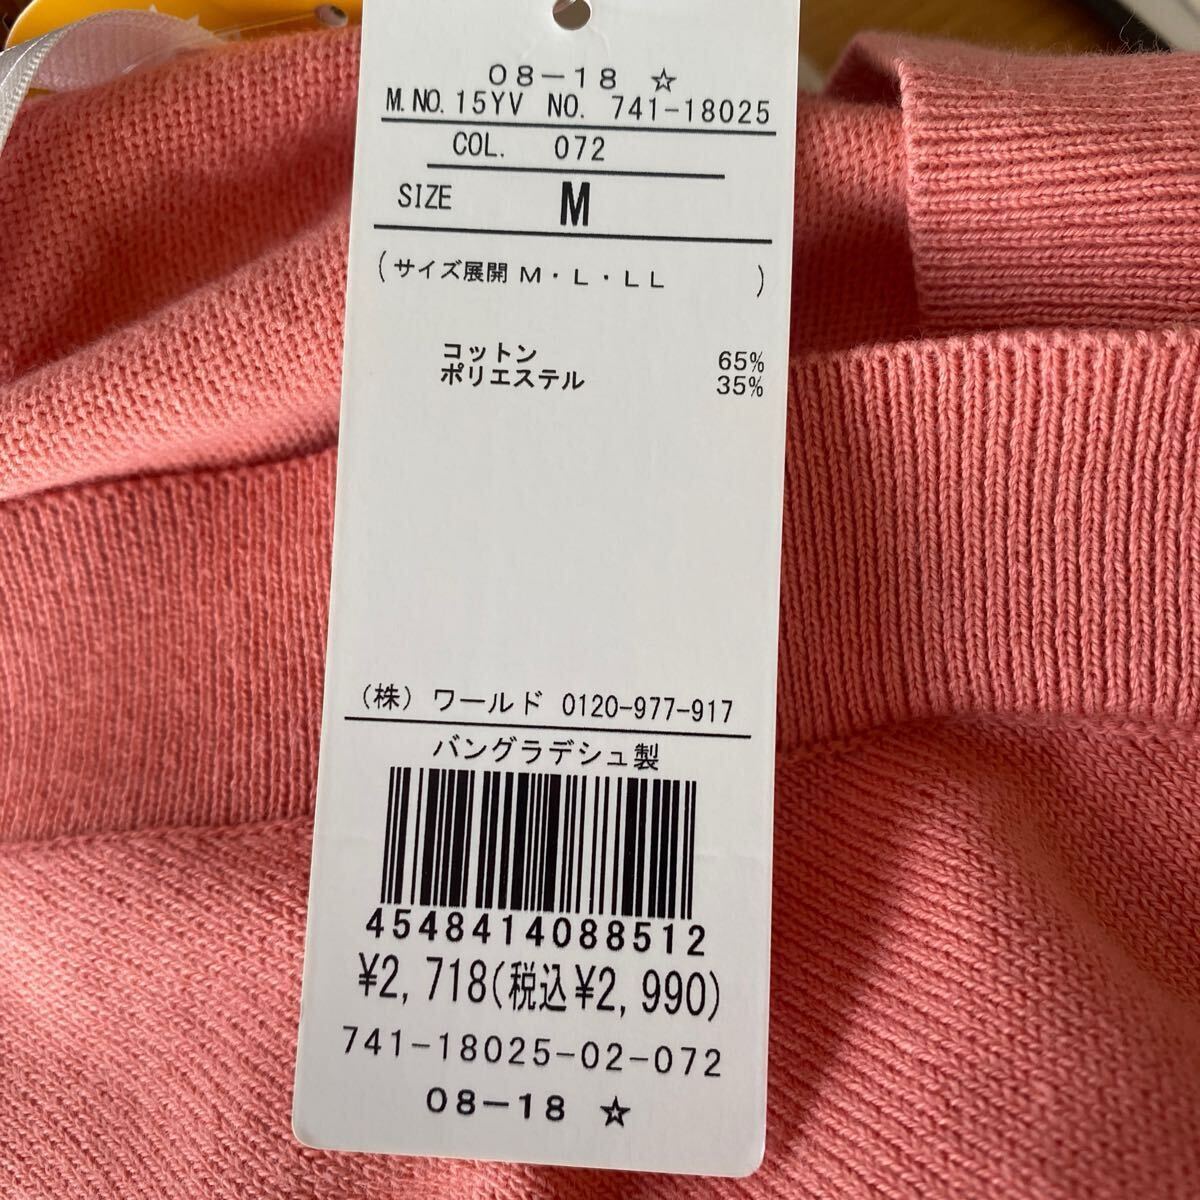 08-18 ☆
M.NO.15YV NO. 741-18025
COL. 072
SIZE M
(サイズ展開 M・L・LL )
コットン 65%
ポリエステル 35%
(株)ワールド 0120-977-917
バングラデシュ製
4548414088512
¥2,718(税込¥2,990)
741-18025-02-072
08-18 ☆